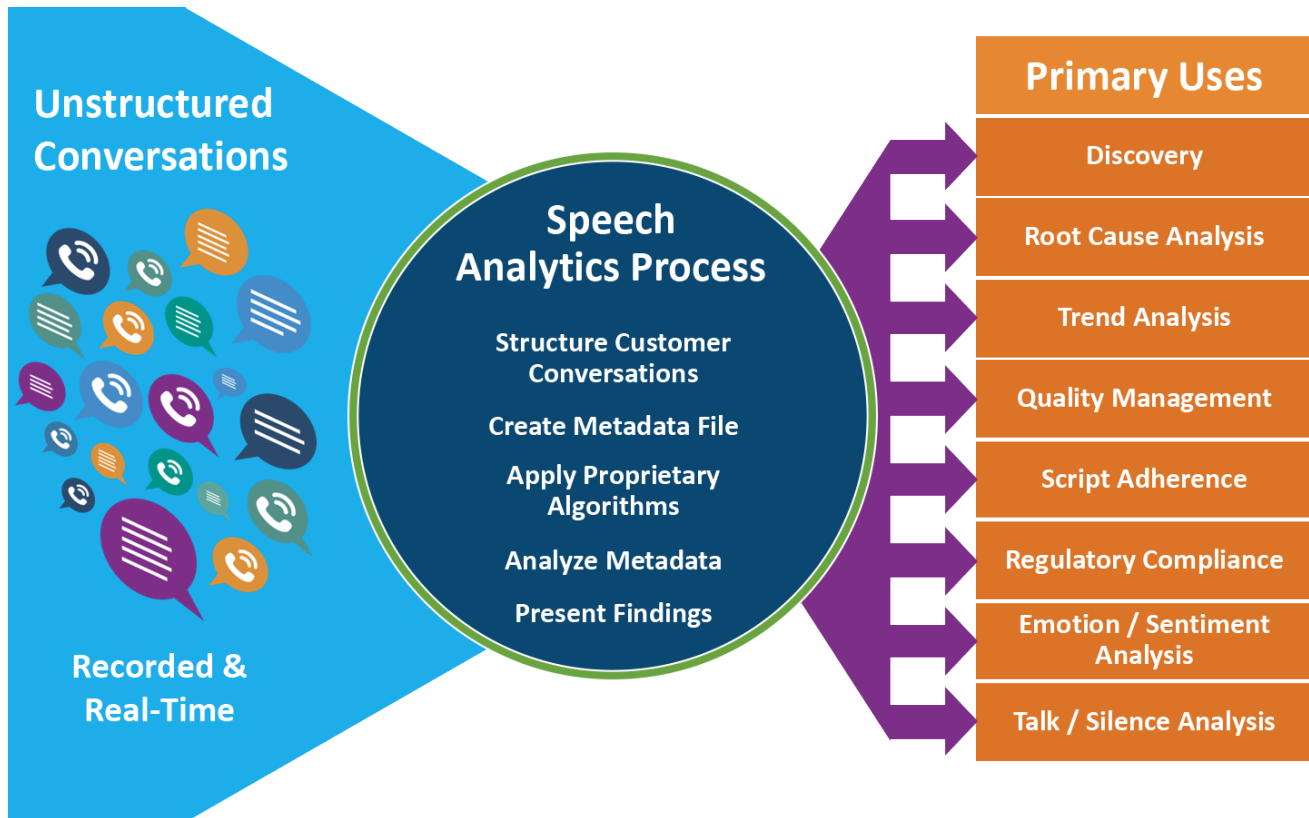 Unstructured
Conversations
Recorded &
Real-Time
Speech
Analytics Process
Structure Customer
Conversations
Create Metadata File
Apply Proprietary
Algorithms
Analyze Metadata
Present Findings
Primary Uses
Discovery
Root Cause Analysis
Trend Analysis
Quality Management
Script Adherence
Regulatory Compliance
Emotion / Sentiment
Analysis
Talk / Silence Analysis